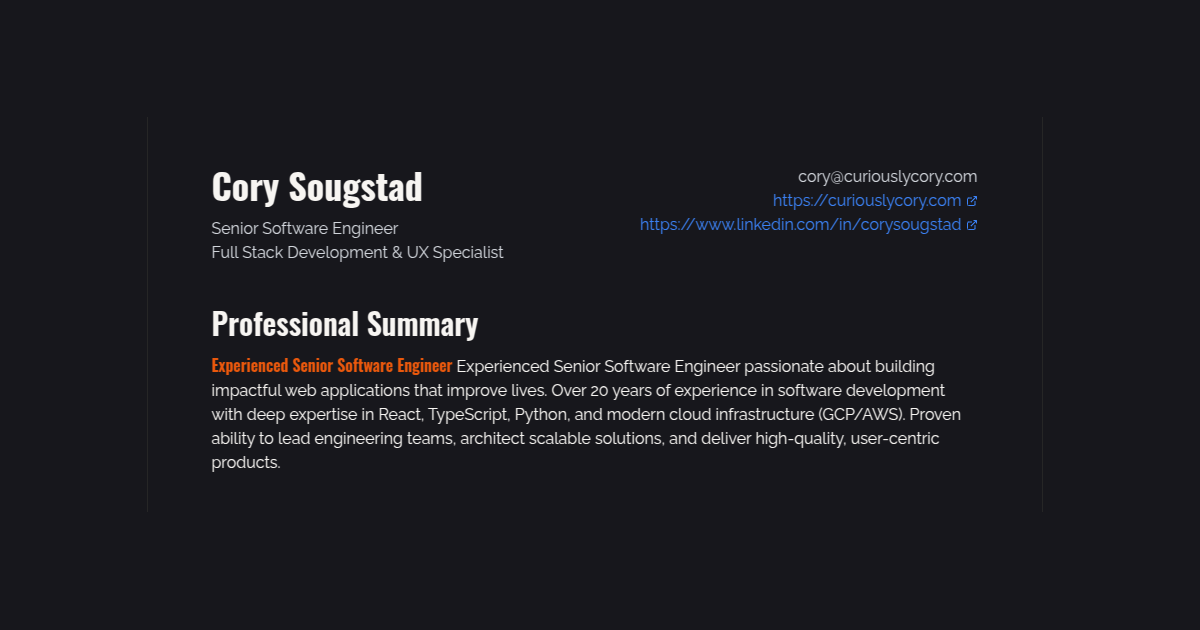 Cory Sougstad
Senior Software Engineer
Full Stack Development & UX Specialist
cory@curiouslycory.com
https://curiouslycory.com
https://www.linkedin.com/in/corysougstad
Professional Summary
Experienced Senior Software Engineer Experienced Senior Software Engineer passionate about building
impactful web applications that improve lives. Over 20 years of experience in software development
with deep expertise in React, TypeScript, Python, and modern cloud infrastructure (GCP/AWS). Proven
ability to lead engineering teams, architect scalable solutions, and deliver high-quality, user-centric
products.